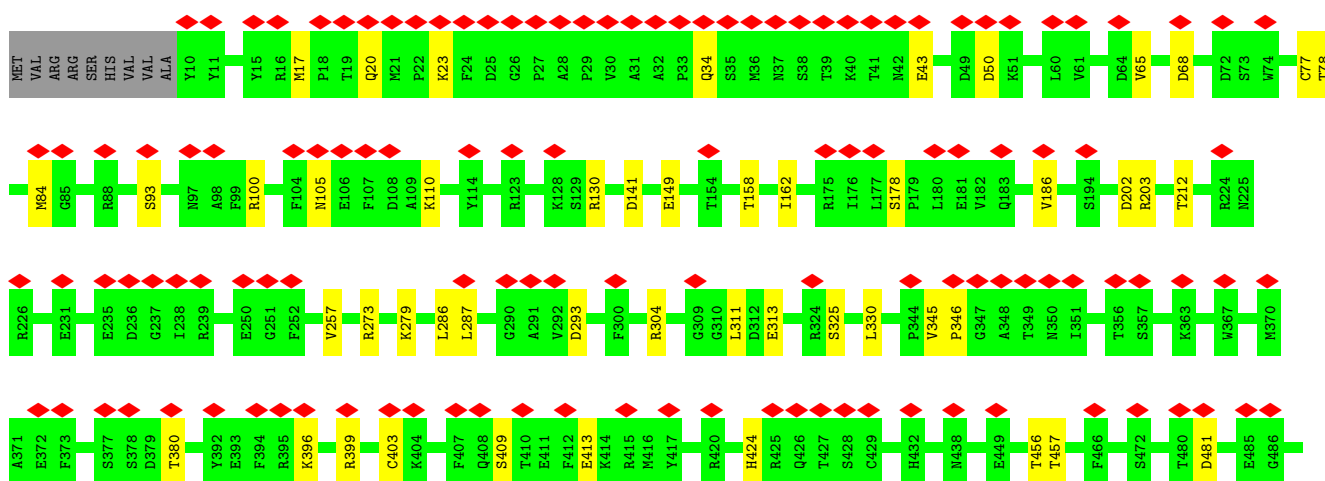 MET VAL ARG ARG SER HIS VAL VAL ALA Y10 Y11 Y15 R16 M17 P18 T19 Q20 M21 P22 K23 F24 D25 G26 P27 A28 P29 V30 A31 A32 P33 Q34 S35 M36 N37 S38 T39 K40 T41 N42 E43 D49 D50 K51 L60 V61 D64 V65 D68 D72 S73 W74 C77 T78
M84 G85 R88 S93 N97 A98 F99 R100 F104 N105 E106 F107 D108 A109 K110 Y114 R123 K128 S129 R130 D141 E149 T154 T158 I162 R175 I176 L177 S178 P179 L180 E181 V182 Q183 V186 S194 D202 R203 T212 R224 N225
R226 E231 E235 D236 G237 I238 R239 E250 G251 F252 V257 R273 K279 L286 L287 G290 A291 V292 D293 F300 R304 G309 G310 L311 D312 E313 R324 S325 L330 P344 V345 P346 G347 A348 T349 N350 I351 T356 S357 K363 W367 M370
A371 E372 F373 S377 S378 D379 T380 Y392 E393 F394 R395 K396 R399 C403 K404 F407 Q408 S409 T410 E411 F412 E413 K414 R415 M416 Y417 R420 H424 R425 Q426 T427 S428 C429 H432 N438 E449 T456 T457 F466 S472 T480 D481 E485 G486